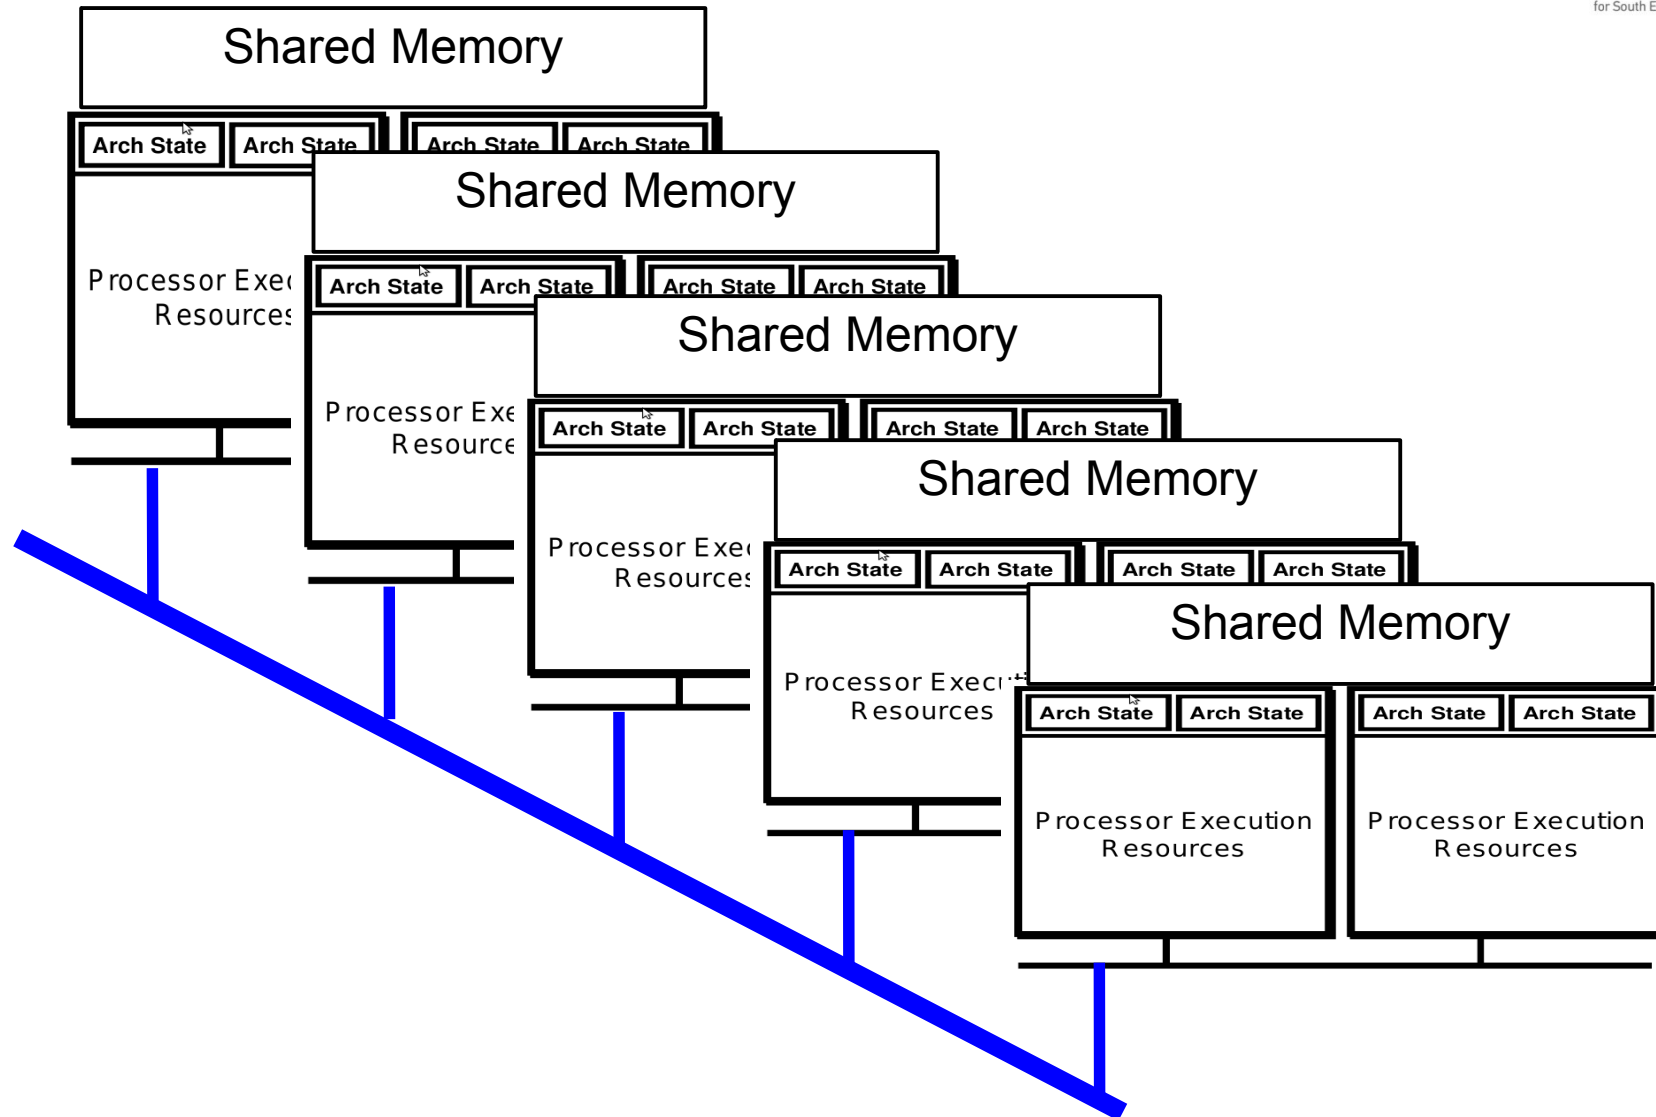 for South E
Shared Memory
Arch State Arch State Arch State Arch State
Processor Exec
Resources
Shared Memory
Arch State Arch State Arch State Arch State
Processor Exe
Resource
Shared Memory
Arch State Arch State Arch State Arch State
Processor Exec
Resources
Shared Memory
Arch State Arch State Arch State Arch State
Processor Executi
Resources
Shared Memory
Arch State Arch State Arch State Arch State
Processor Execution Processor Execution
Resources Resources